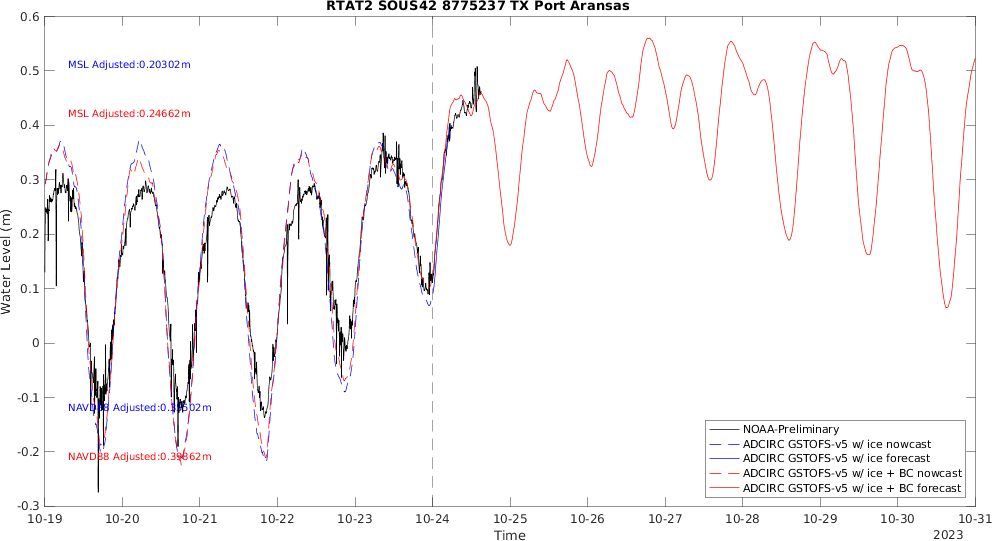 RTAT2 SOUS42 8775237 TX Port Aransas
Water Level (m)
0.6
0.5
0.4
0.3
0.2
0.1
0
-0.1
-0.2
-0.3
MSL Adjusted:0.20302m
MSL Adjusted:0.24662m
NAVD88 Adjusted:0.35502m
NAVD88 Adjusted:0.39862m
NOAA-Preliminary
ADCIRC GSTOFS-v5 w/ ice nowcast
ADCIRC GSTOFS-v5 w/ ice forecast
ADCIRC GSTOFS-v5 w/ ice + BC nowcast
ADCIRC GSTOFS-v5 w/ ice + BC forecast
10-19 10-20 10-21 10-22 10-23 10-24 10-25 10-26 10-27 10-28 10-29 10-30 10-31
Time
2023